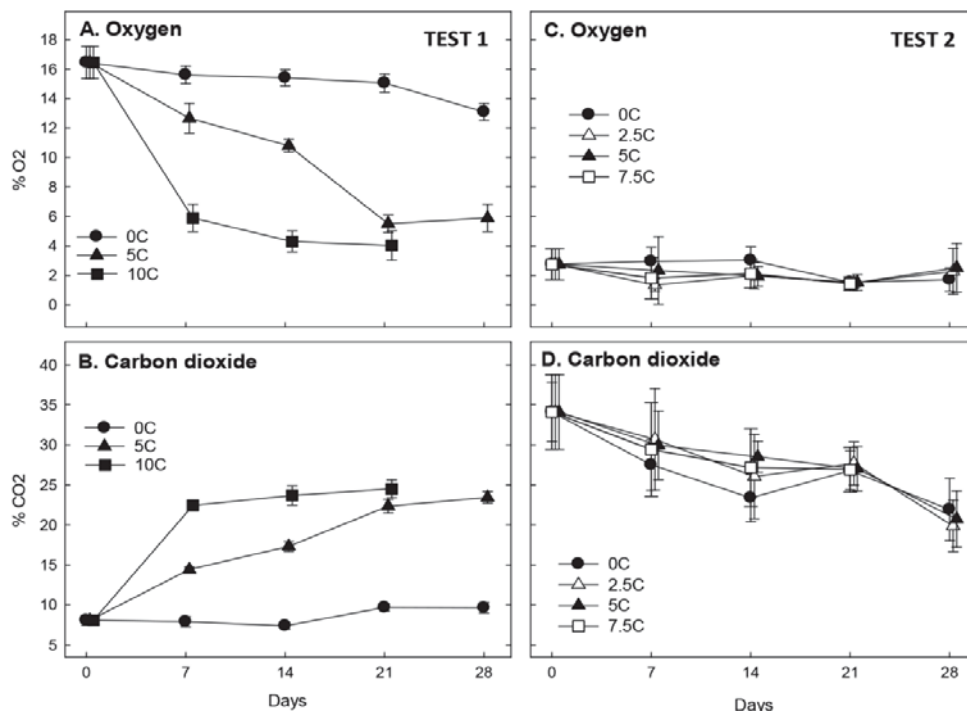 A. Oxygen
TEST 1
18
16
14
12
10
8
6
4
2
0
% O2
0C
5C
10C
C. Oxygen
TEST 2
0C
2.5C
5C
7.5C
B. Carbon dioxide
40
35
30
25
20
15
10
5
% CO2
0C
5C
10C
0
7
14
21
28
Days
D. Carbon dioxide
0C
2.5C
5C
7.5C
0
7
14
21
28
Days